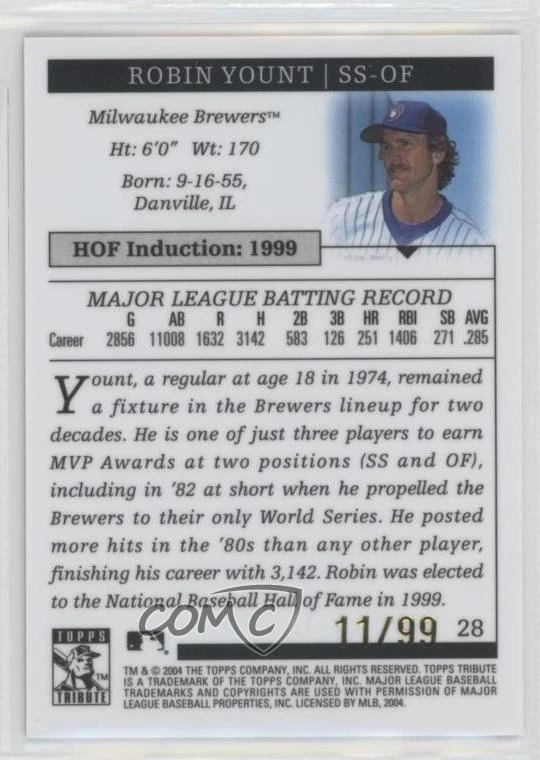 ROBIN YOUNT | SS-OF
Milwaukee Brewers™
Ht: 6'0" Wt: 170
Born: 9-16-55,
Danville, IL
HOF Induction: 1999
MAJOR LEAGUE BATTING RECORD
G AB R H 2B 3B HR RBI SB AVG
Career 2856 11008 1632 3142 583 126 251 1406 271 .285
Yount, a regular at age 18 in 1974, remained
a fixture in the Brewers lineup for two
decades. He is one of just three players to earn
MVP Awards at two positions (SS and OF),
including in '82 at short when he propelled the
Brewers to their only World Series. He posted
more hits in the '80s than any other player,
finishing his career with 3,142. Robin was elected
to the National Baseball Hall of Fame in 1999.
COMC
11/99 28
TOPPS
TRIBUTE
TM & © 2004 THE TOPPS COMPANY, INC. ALL RIGHTS RESERVED. TOPPS TRIBUTE
IS A TRADEMARK OF THE TOPPS COMPANY, INC. MAJOR LEAGUE BASEBALL
TRADEMARKS AND COPYRIGHTS ARE USED WITH PERMISSION OF MAJOR
LEAGUE BASEBALL PROPERTIES, INC. LICENSED BY MLB, 2004.